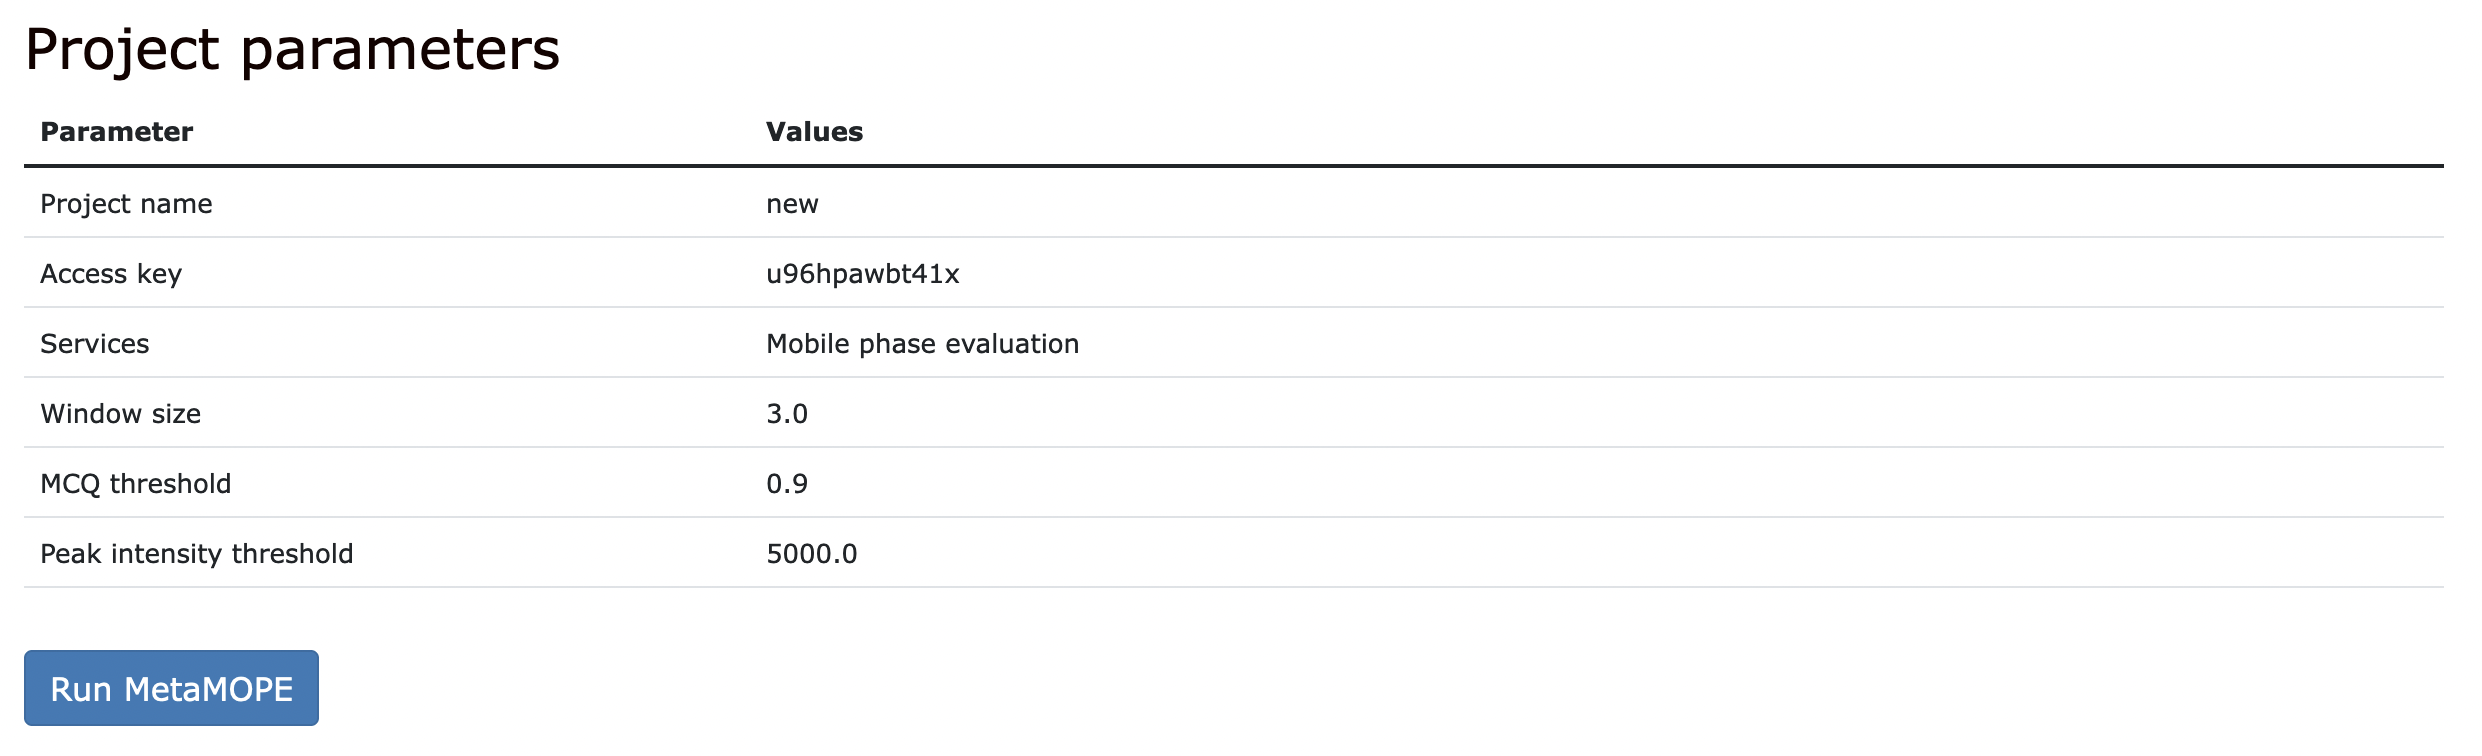 Project parameters
Parameter Values
Project name new
Access key u96hpawbt41x
Services Mobile phase evaluation
Window size 3.0
MCQ threshold 0.9
Peak intensity threshold 5000.0
Run MetaMOPE